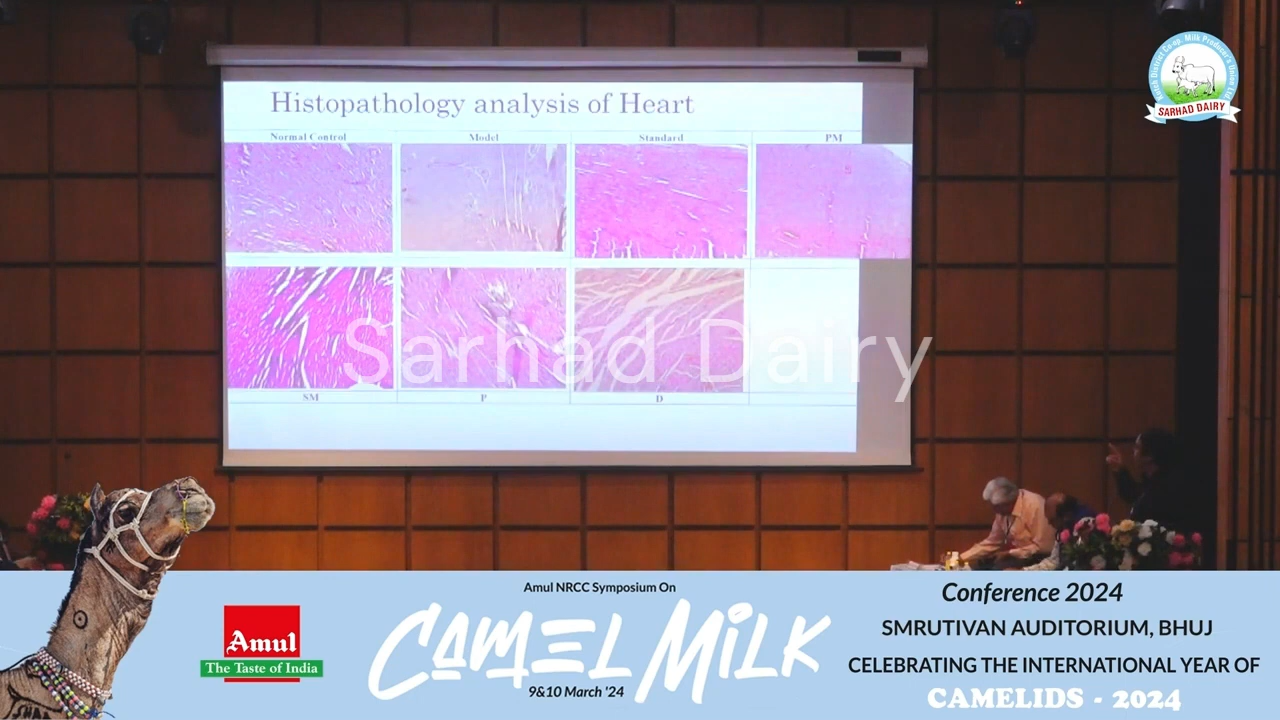 Histopathology analysis of Heart
Normal Control Model Standard PM
SM P D
Sarhad Dairy
SARHAD DAIRY
Amul NRCC Symposium On
CAMEL MILK
9&10 March '24
Amul
The Taste of India
Conference 2024
SMRUTIVAN AUDITORIUM, BHUJ
CELEBRATING THE INTERNATIONAL YEAR OF
CAMELIDS - 2024